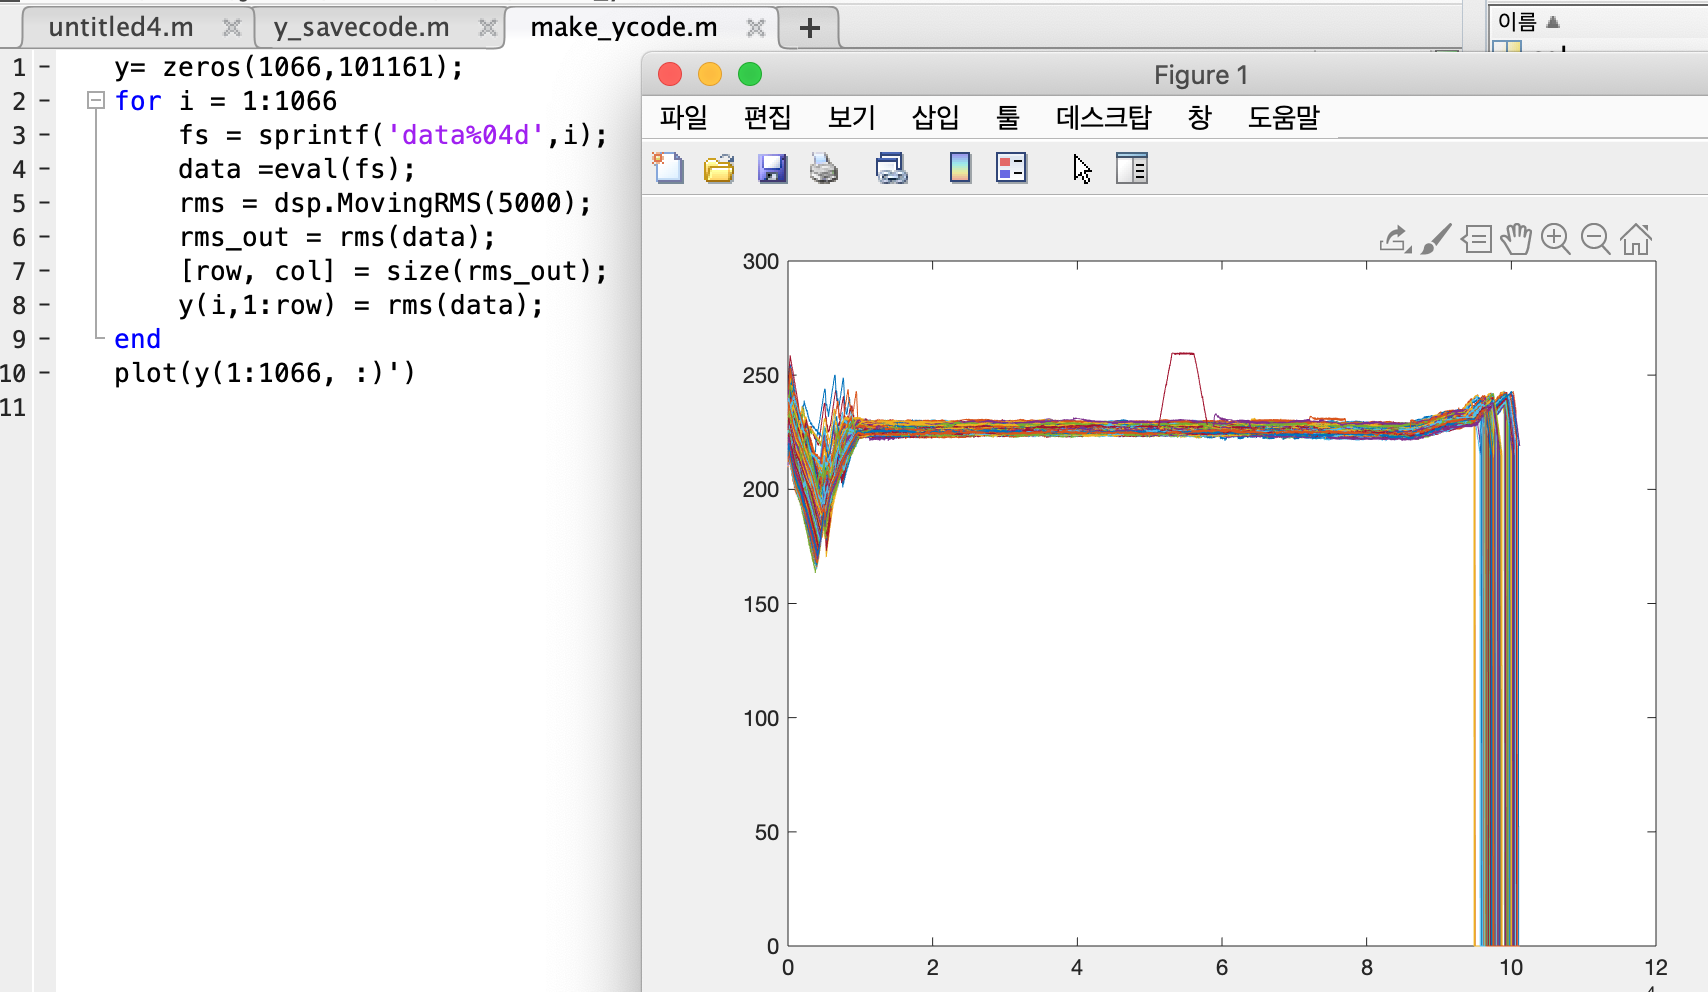 untitled4.m
y_savecode.m
make_ycode.m
+
이름
1
y= zeros(1066,101161);
2
for i = 1:1066
3
fs = sprintf('data%04d',i);
4
data =eval(fs);
5
rms = dsp.MovingRMS(5000);
6
rms_out = rms(data);
7
[row, col] = size(rms_out);
8
y(i,1:row) = rms(data);
9
end
10
plot(y(1:1066, :)')
11
Figure 1
파일 편집 보기 삽입 툴 데스크탑 창 도움말
300
250
200
150
100
50
0
0 2 4 6 8 10 12